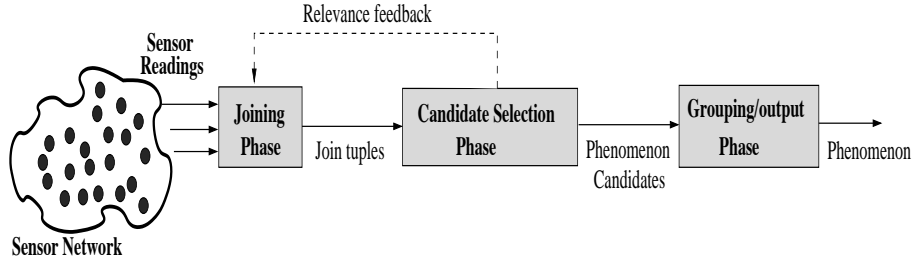 Relevance feedback
Sensor
Readings
Joining
Phase
Join tuples
Candidate Selection
Phase
Phenomenon
Candidates
Grouping/output
Phase
Phenomenon
Sensor Network